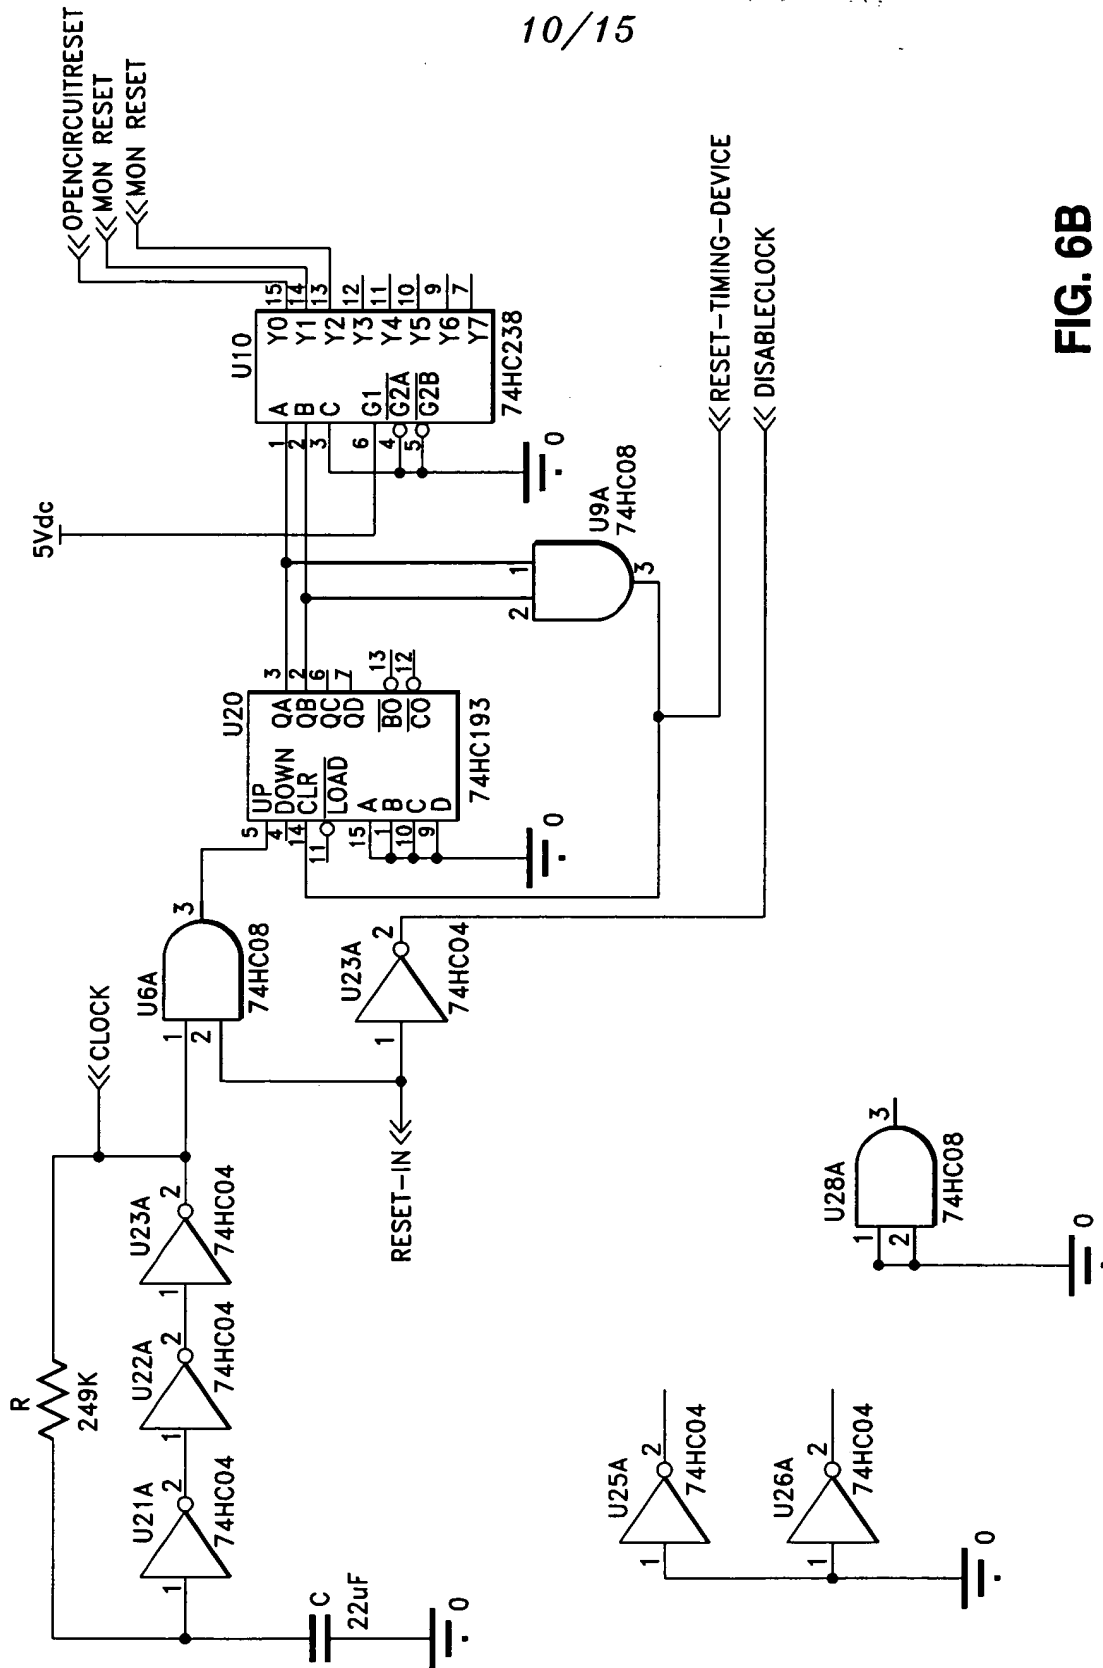 10/15
R
249K
CLOCK
U21A
1
2
74HC04
U22A
1
2
74HC04
U23A
1
2
74HC04
C
22uF
0
U6A
1
2
3
74HC08
RESET-IN
U23A
1
2
74HC04
U20
5 UP
4 DOWN
14 CLR
11 LOAD
15 A
1 B
10 C
9 D
QA 3
QB 2
QC 6
QD 7
BO 13
CO 12
74HC193
0
5Vdc
U10
1 A
2 B
3 C
6 G1
4 G2A
5 G2B
Y0 15
Y1 14
Y2 13
Y3 12
Y4 11
Y5 10
Y6 9
Y7 7
74HC238
0
OPENCIRCUITRESET
MON RESET
MON RESET
U9A
74HC08
1
2
3
RESET-TIMING-DEVICE
DISABLECLOCK
U25A
1
2
74HC04
U26A
1
2
74HC04
0
U28A
1
2
3
74HC08
0
FIG. 6B